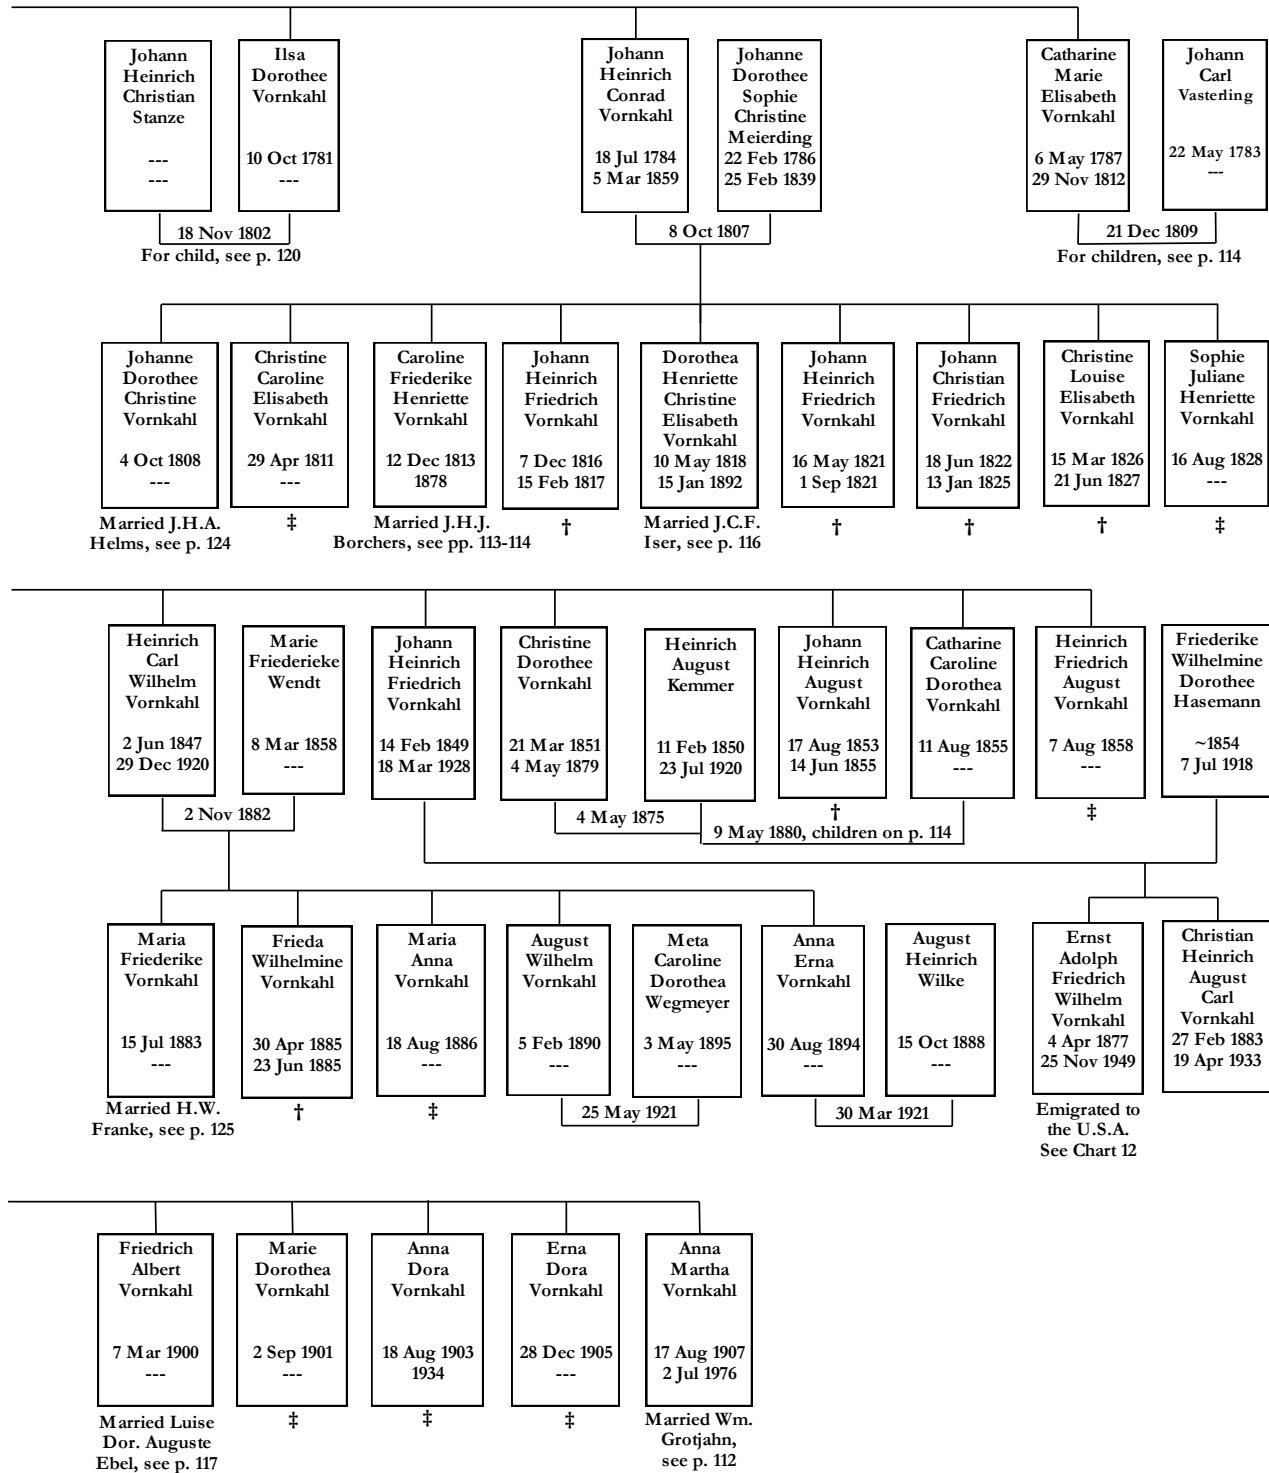 Johann
Heinrich
Christian
Stanze
---
---
Ilsa
Dorothee
Vornkahl
10 Oct 1781
---
18 Nov 1802
For child, see p. 120
Johann
Heinrich
Conrad
Vornkahl
18 Jul 1784
5 Mar 1859
Johanne
Dorothee
Sophie
Christine
Meierding
22 Feb 1786
25 Feb 1839
8 Oct 1807
Catharine
Marie
Elisabeth
Vornkahl
6 May 1787
29 Nov 1812
Johann
Carl
Vasterling
22 May 1783
---
21 Dec 1809
For children, see p. 114
Johanne
Dorothee
Christine
Vornkahl
4 Oct 1808
---
Married J.H.A.
Helms, see p. 124
Christine
Caroline
Elisabeth
Vornkahl
29 Apr 1811
---
‡
Caroline
Friederike
Henriette
Vornkahl
12 Dec 1813
1878
Married J.H.J.
Borchers, see pp. 113-114
Johann
Heinrich
Friedrich
Vornkahl
7 Dec 1816
15 Feb 1817
†
Dorothea
Henriette
Christine
Elisabeth
Vornkahl
10 May 1818
15 Jan 1892
Married J.C.F.
Iser, see p. 116
Johann
Heinrich
Friedrich
Vornkahl
16 May 1821
1 Sep 1821
†
Johann
Christian
Friedrich
Vornkahl
18 Jun 1822
13 Jan 1825
†
Christine
Louise
Elisabeth
Vornkahl
15 Mar 1826
21 Jun 1827
†
Sophie
Juliane
Henriette
Vornkahl
16 Aug 1828
---
‡
Heinrich
Carl
Wilhelm
Vornkahl
2 Jun 1847
29 Dec 1920
Marie
Friederieke
Wendt
8 Mar 1858
---
2 Nov 1882
Johann
Heinrich
Friedrich
Vornkahl
14 Feb 1849
18 Mar 1928
Christine
Dorothee
Vornkahl
21 Mar 1851
4 May 1879
Heinrich
August
Kemmer
11 Feb 1850
23 Jul 1920
4 May 1875
Johann
Heinrich
August
Vornkahl
17 Aug 1853
14 Jun 1855
†
Catharine
Caroline
Dorothea
Vornkahl
11 Aug 1855
---
9 May 1880, children on p. 114
Heinrich
Friedrich
August
Vornkahl
7 Aug 1858
---
‡
Friederike
Wilhelmine
Dorothee
Hasemann
~1854
7 Jul 1918
Maria
Friederike
Vornkahl
15 Jul 1883
---
Married H.W.
Franke, see p. 125
Frieda
Wilhelmine
Vornkahl
30 Apr 1885
23 Jun 1885
†
Maria
Anna
Vornkahl
18 Aug 1886
---
‡
August
Wilhelm
Vornkahl
5 Feb 1890
---
Meta
Caroline
Dorothea
Wegmeyer
3 May 1895
---
25 May 1921
Anna
Erna
Vornkahl
30 Aug 1894
---
August
Heinrich
Wilke
15 Oct 1888
---
30 Mar 1921
Ernst
Adolph
Friedrich
Wilhelm
Vornkahl
4 Apr 1877
25 Nov 1949
Emigrated to
the U.S.A.
See Chart 12
Christian
Heinrich
August
Carl
Vornkahl
27 Feb 1883
19 Apr 1933
Friedrich
Albert
Vornkahl
7 Mar 1900
---
Married Luise
Dor. Auguste
Ebel, see p. 117
Marie
Dorothea
Vornkahl
2 Sep 1901
---
‡
Anna
Dora
Vornkahl
18 Aug 1903
1934
‡
Erna
Dora
Vornkahl
28 Dec 1905
---
‡
Anna
Martha
Vornkahl
17 Aug 1907
2 Jul 1976
Married Wm.
Grotjahn,
see p. 112